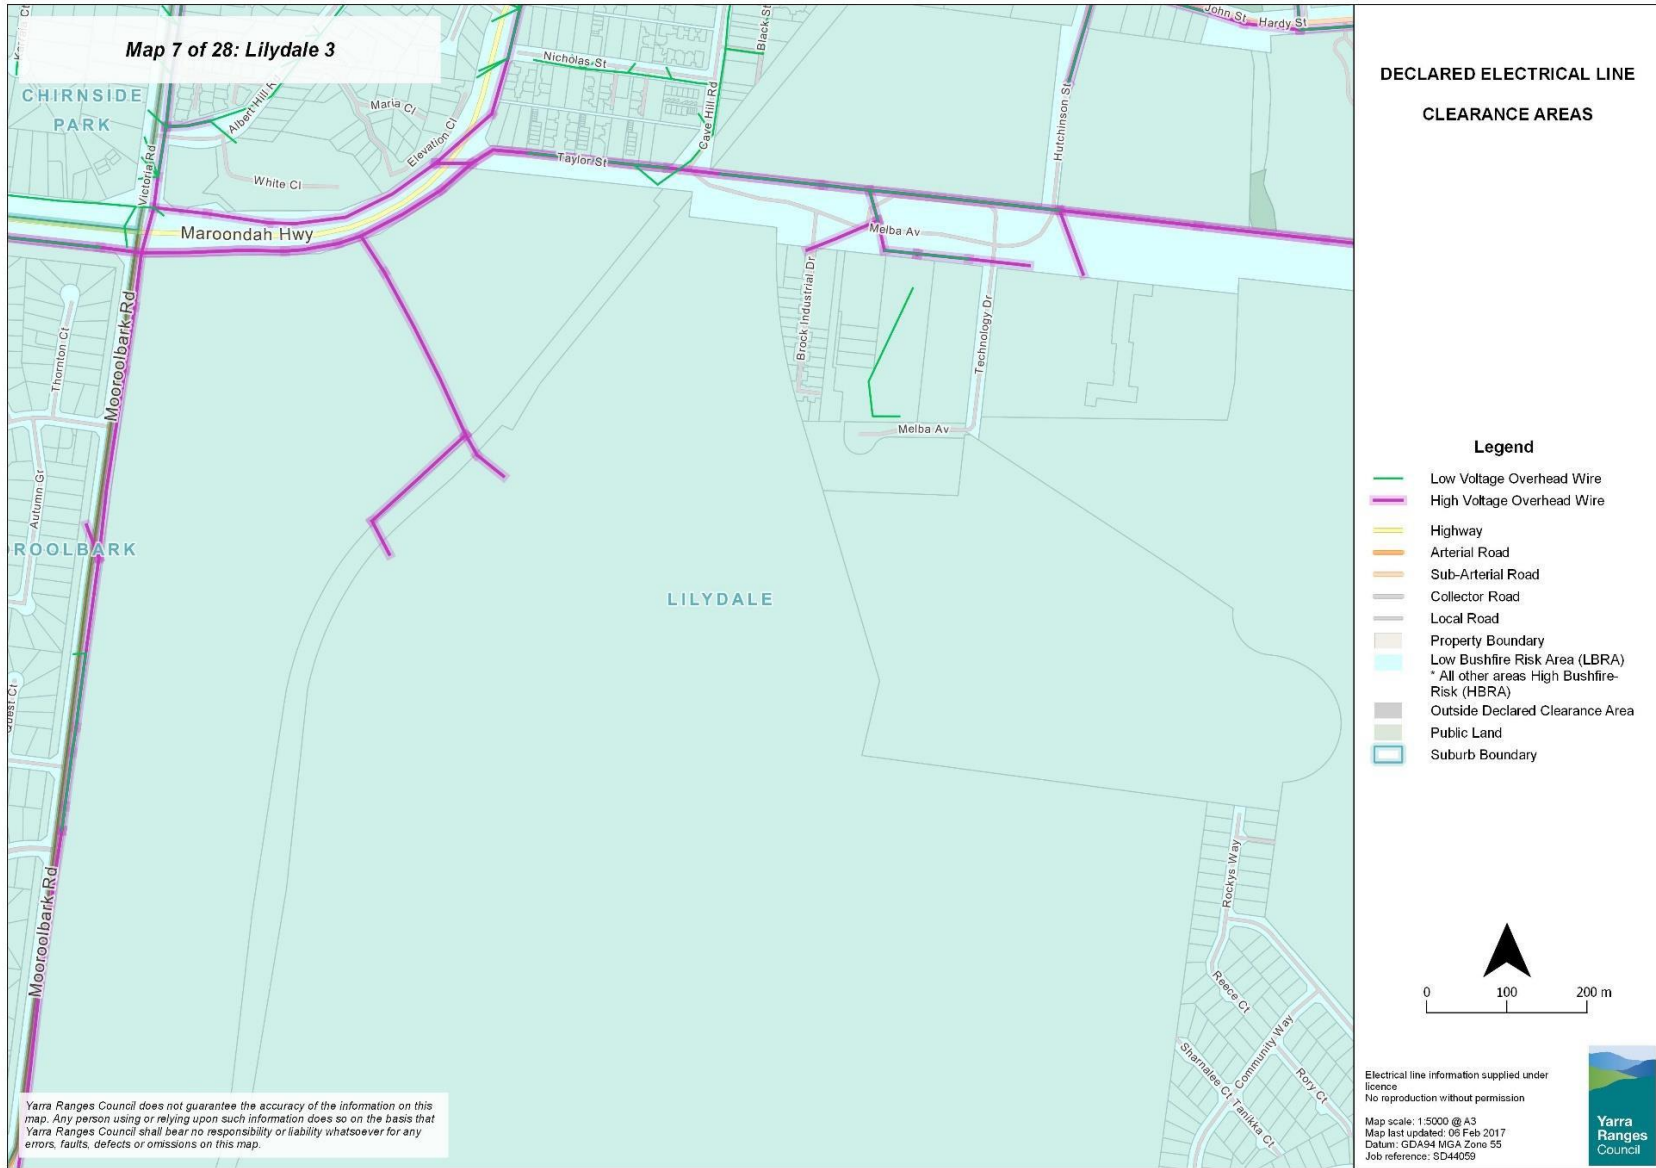 Map 7 of 28: Lilydale 3
DECLARED ELECTRICAL LINE
CLEARANCE AREAS
CHIRNSIDE
PARK
Albert Hill Rd
Maria Cl
Elevation Cl
White Cl
Victoria Rd
Nicholas St
Black St
Cave Hill Rd
Taylor St
Hutchinson St
John St
Hardy St
Maroondah Hwy
Melba Av
Brock Industrial Dr
Technology Dr
Melba Av
Mooroolbark Rd
Thornton Ct
Autumn Gr
ROOLBARK
LILYDALE
Quest Ct
Mooroolbark Rd
Rockys Way
Reece Ct
Community Way
Sharnalee Ct
Tanikka Ct
Rory Ct
Legend
Low Voltage Overhead Wire
High Voltage Overhead Wire
Highway
Arterial Road
Sub-Arterial Road
Collector Road
Local Road
Property Boundary
Low Bushfire Risk Area (LBRA)
* All other areas High Bushfire-
Risk (HBRA)
Outside Declared Clearance Area
Public Land
Suburb Boundary
0 100 200 m
Electrical line information supplied under
licence
No reproduction without permission
Map scale: 1:5000 @ A3
Map last updated: 06 Feb 2017
Datum: GDA94 MGA Zone 55
Job reference: SD44059
Yarra
Ranges
Council
Yarra Ranges Council does not guarantee the accuracy of the information on this
map. Any person using or relying upon such information does so on the basis that
Yarra Ranges Council shall bear no responsibility or liability whatsoever for any
errors, faults, defects or omissions on this map.